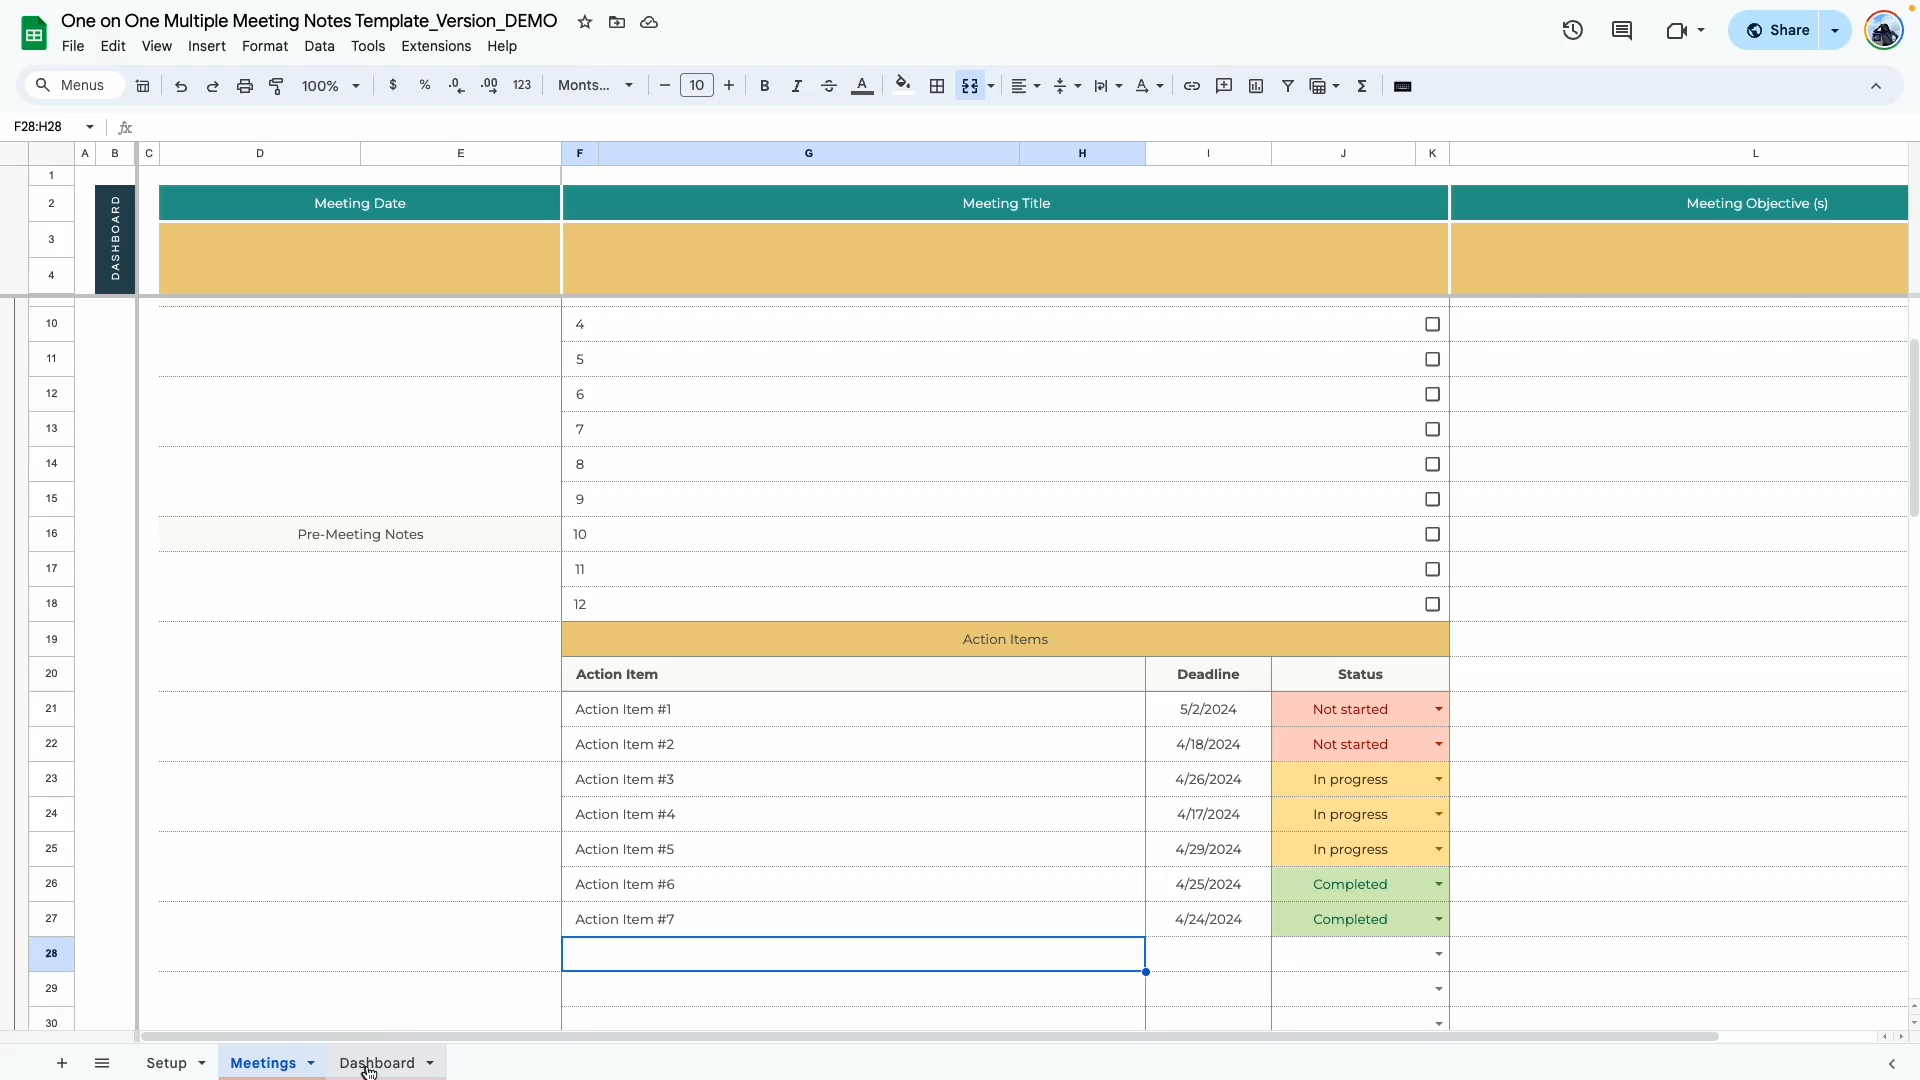 One on One Multiple Meeting Notes Template_Version_DEMO
File Edit View Insert Format Data Tools Extensions Help
Share
Menus 100% $ % .0 .00 123 Monts... 10 B I A
F28:H28 fx
A B C D E F G H I J K L
1
2 Meeting Date Meeting Title Meeting Objective (s)
DASHBOARD
3
4
10 4
11 5
12 6
13 7
14 8
15 9
16 Pre-Meeting Notes 10
17 11
18 12
19 Action Items
20 Action Item Deadline Status
21 Action Item #1 5/2/2024 Not started
22 Action Item #2 4/18/2024 Not started
23 Action Item #3 4/26/2024 In progress
24 Action Item #4 4/17/2024 In progress
25 Action Item #5 4/29/2024 In progress
26 Action Item #6 4/25/2024 Completed
27 Action Item #7 4/24/2024 Completed
28
29
30
Setup Meetings Dashboard